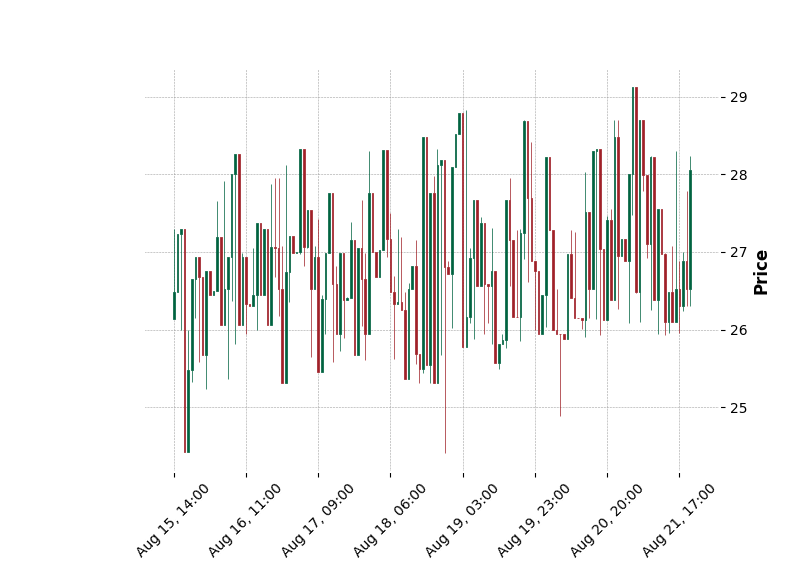 29
28
27
26
25
Price
Aug 15, 14:00
Aug 16, 11:00
Aug 17, 09:00
Aug 18, 06:00
Aug 19, 03:00
Aug 19, 23:00
Aug 20, 20:00
Aug 21, 17:00